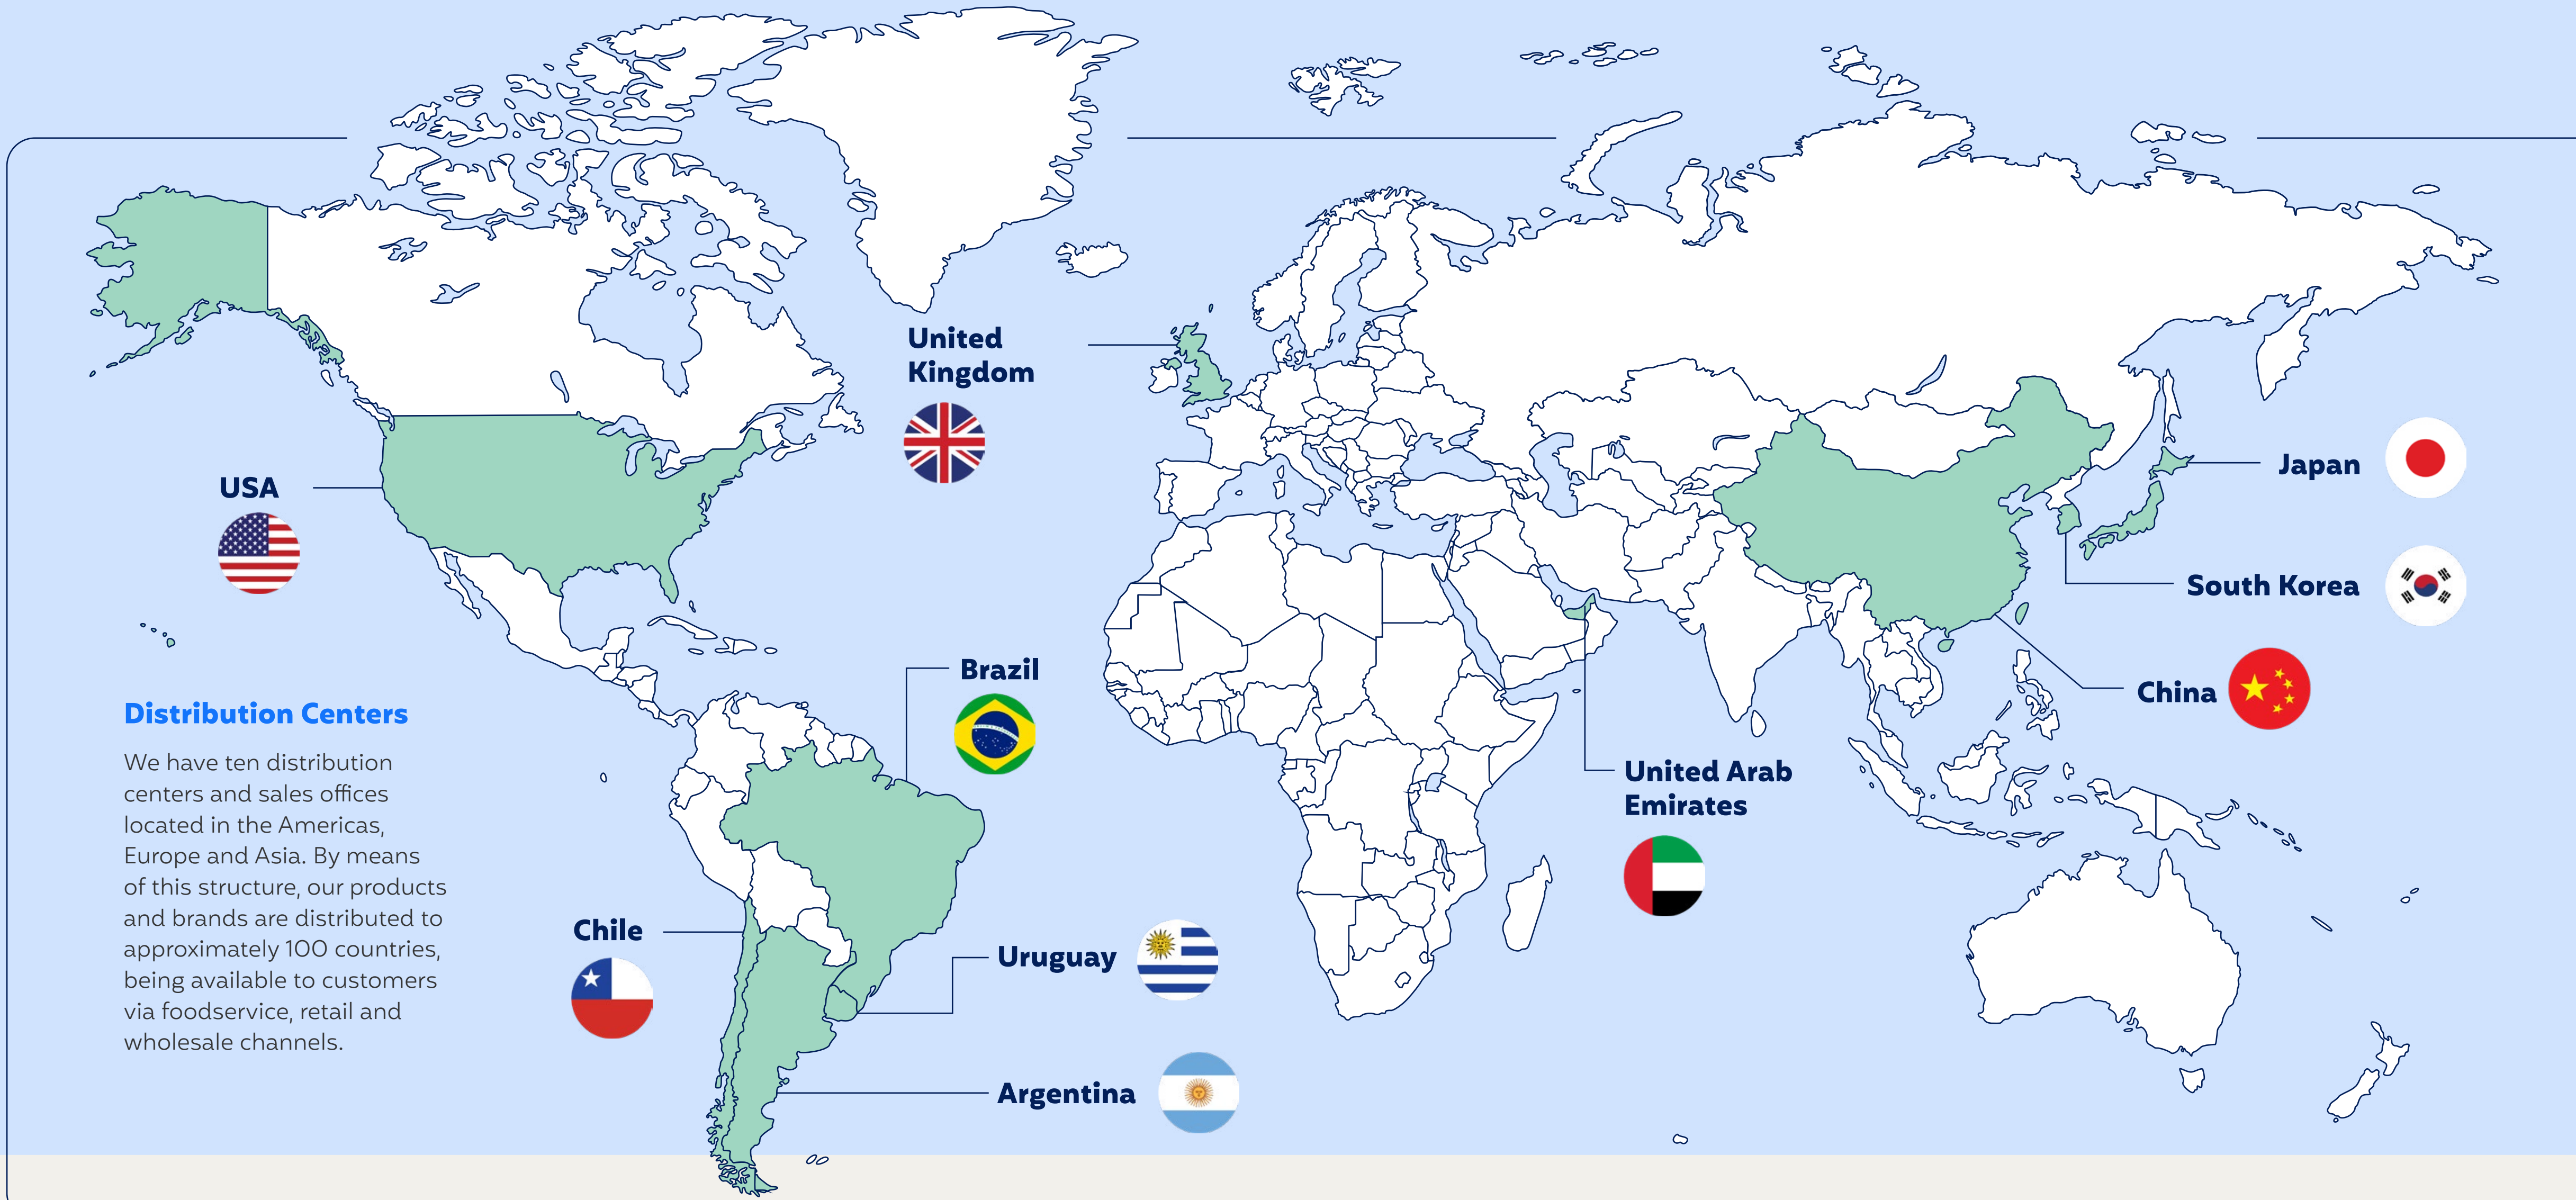 United
Kingdom
USA
Japan
South Korea
China
Brazil
United Arab
Emirates
Chile
Uruguay
Argentina
Distribution Centers
We have ten distribution
centers and sales offices
located in the Americas,
Europe and Asia. By means
of this structure, our products
and brands are distributed to
approximately 100 countries,
being available to customers
via foodservice, retail and
wholesale channels.